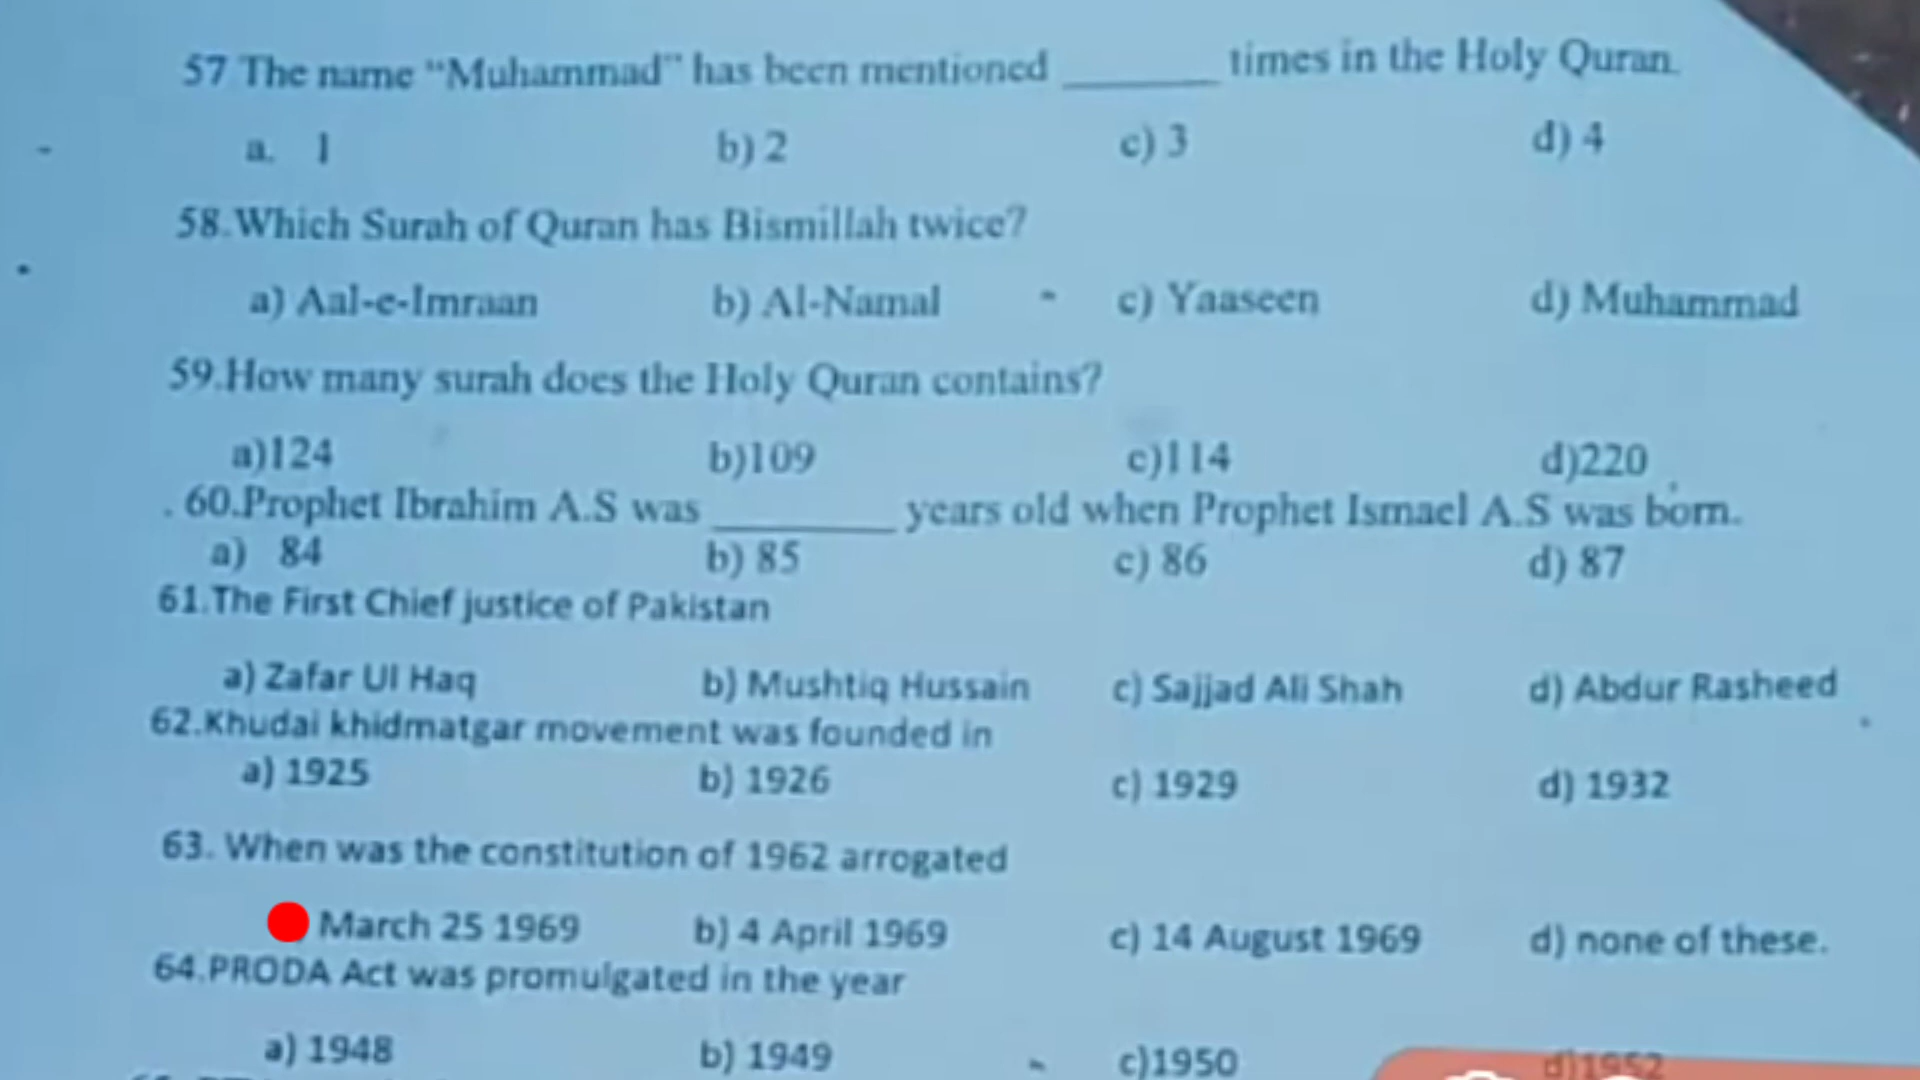 57 The name "Muhammad" has been mentioned ________ times in the Holy Quran.
a. 1 b) 2 c) 3 d) 4
58.Which Surah of Quran has Bismillah twice?
a) Aal-e-Imraan b) Al-Namal c) Yaaseen d) Muhammad
59.How many surah does the Holy Quran contains?
a)124 b)109 c)114 d)220
60.Prophet Ibrahim A.S was _________ years old when Prophet Ismael A.S was born.
a) 84 b) 85 c) 86 d) 87
61.The First Chief justice of Pakistan
a) Zafar Ul Haq b) Mushtiq Hussain c) Sajjad Ali Shah d) Abdur Rasheed
62.Khudai khidmatgar movement was founded in
a) 1925 b) 1926 c) 1929 d) 1932
63. When was the constitution of 1962 arrogated
March 25 1969 b) 4 April 1969 c) 14 August 1969 d) none of these.
64.PRODA Act was promulgated in the year
a) 1948 b) 1949 c)1950 d)1952